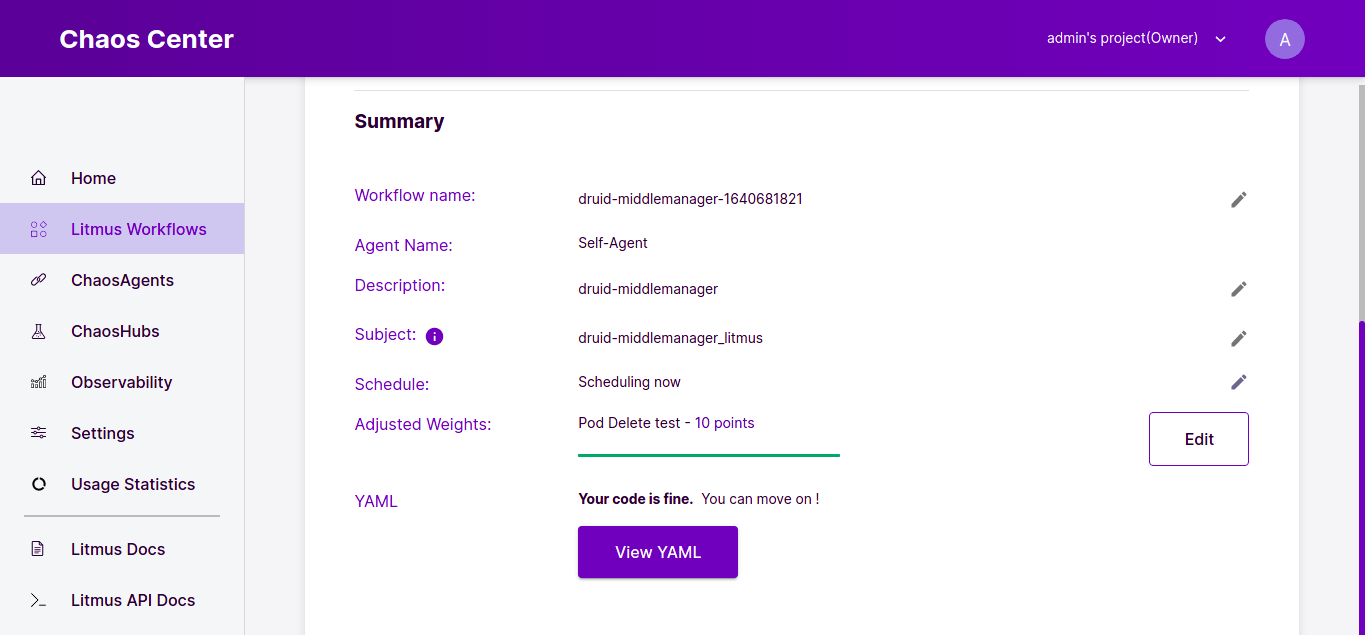 Chaos Center
admin's project(Owner)
A
Home
Litmus Workflows
ChaosAgents
ChaosHubs
Observability
Settings
Usage Statistics
Litmus Docs
Litmus API Docs
Summary
Workflow name: druid-middlemanager-1640681821
Agent Name: Self-Agent
Description: druid-middlemanager
Subject: i druid-middlemanager_litmus
Schedule: Scheduling now
Adjusted Weights: Pod Delete test - 10 points
Edit
YAML Your code is fine. You can move on !
View YAML